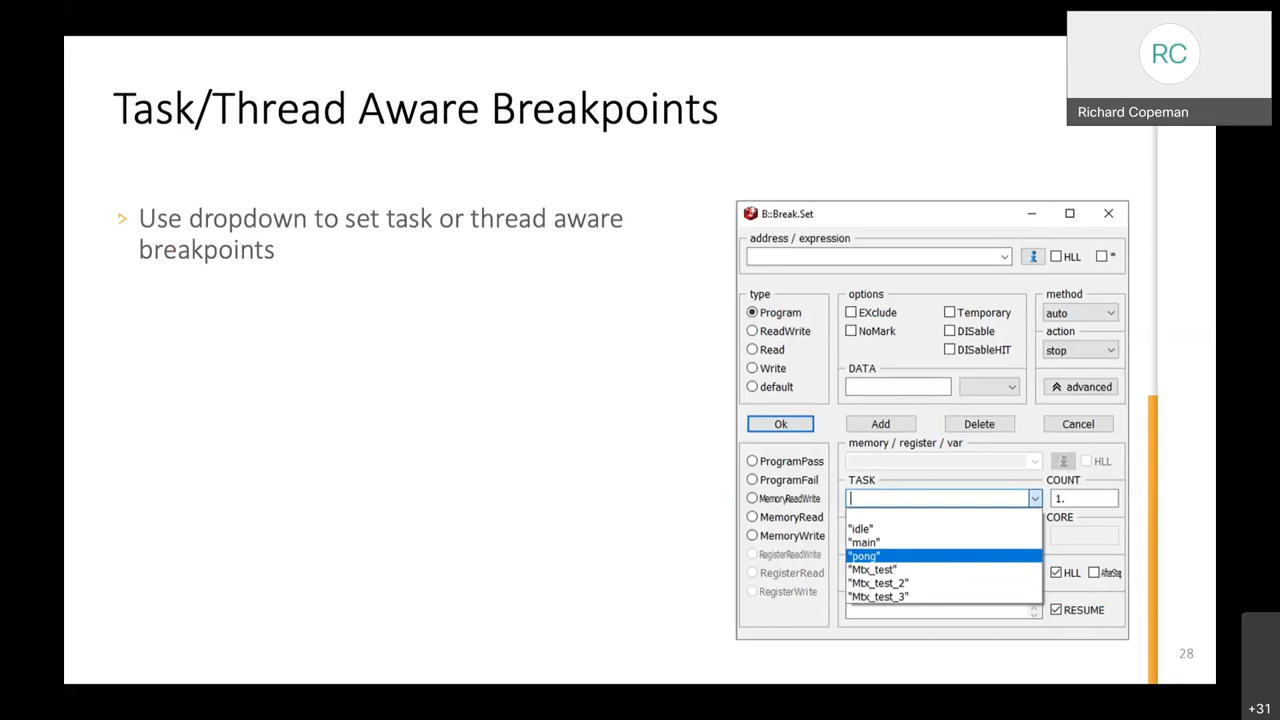 RC
Richard Copeman
Task/Thread Aware Breakpoints
Use dropdown to set task or thread aware
breakpoints
B::Break.Set
address / expression
HLL
*
type
Program
ReadWrite
Read
Write
default
options
EXclude
Temporary
NoMark
DISable
DISableHIT
DATA
method
auto
action
stop
advanced
Ok
Add
Delete
Cancel
ProgramPass
ProgramFail
MemoryReadWrite
MemoryRead
MemoryWrite
RegisterReadWrite
RegisterRead
RegisterWrite
memory / register / var
HLL
TASK
"idle"
"main"
"pong"
"Mtx_test"
"Mtx_test_2"
"Mtx_test_3"
COUNT
1.
CORE
HLL
AfterStep
RESUME
28
+31